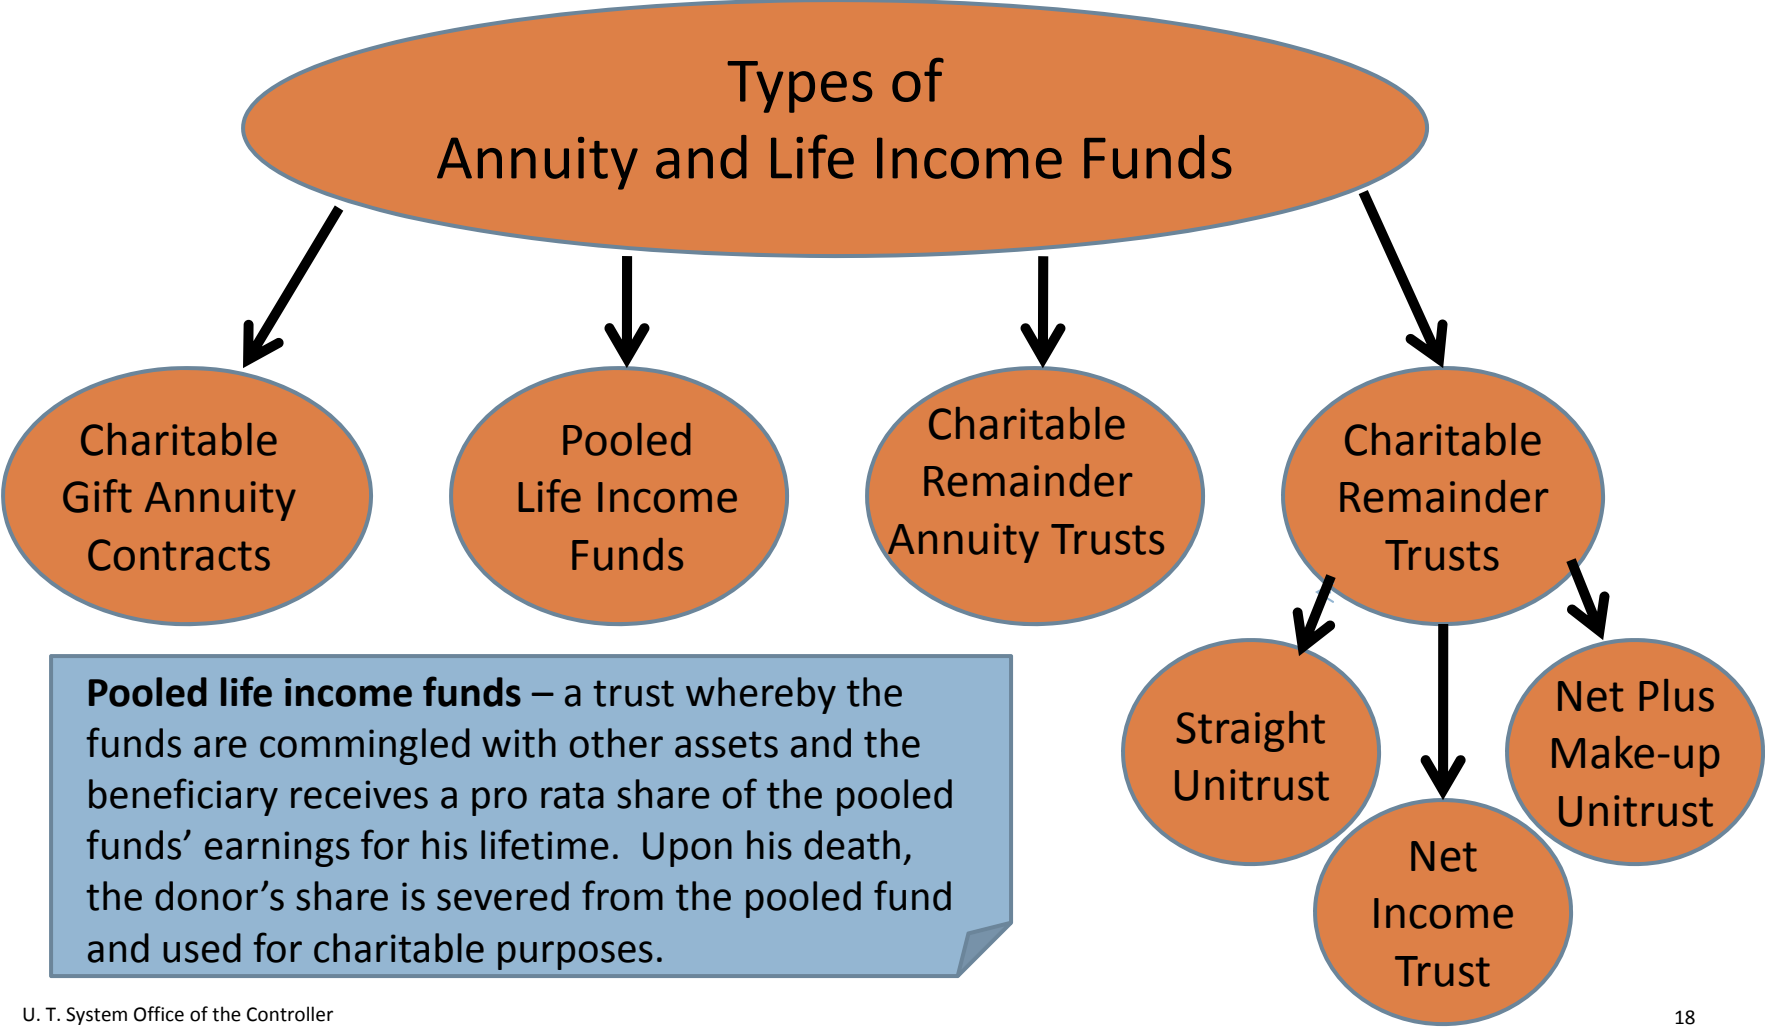 Types of
Annuity and Life Income Funds
Charitable
Gift Annuity
Contracts
Pooled
Life Income
Funds
Charitable
Remainder
Annuity Trusts
Charitable
Remainder
Trusts
Straight
Unitrust
Net
Income
Trust
Net Plus
Make-up
Unitrust
Pooled life income funds – a trust whereby the
funds are commingled with other assets and the
beneficiary receives a pro rata share of the pooled
funds’ earnings for his lifetime.  Upon his death,
the donor’s share is severed from the pooled fund
and used for charitable purposes.
U. T. System Office of the Controller
18